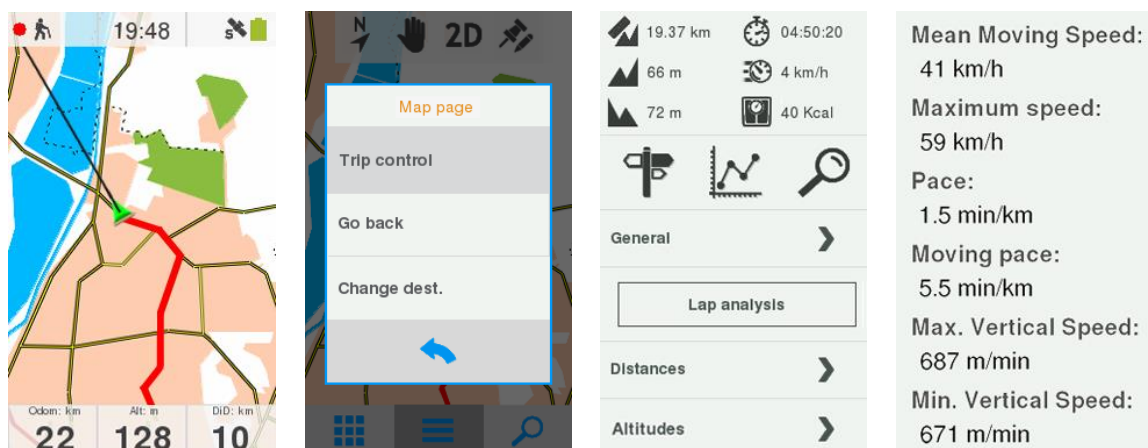 19:48
S
Odom: km
Alt: m
DiD: km
22
128
10
N
2D
Map page
Trip control
Go back
Change dest.
19.37 km
04:50:20
66 m
4 km/h
72 m
40 Kcal
General
Lap analysis
Distances
Altitudes
Mean Moving Speed:
41 km/h
Maximum speed:
59 km/h
Pace:
1.5 min/km
Moving pace:
5.5 min/km
Max. Vertical Speed:
687 m/min
Min. Vertical Speed:
671 m/min